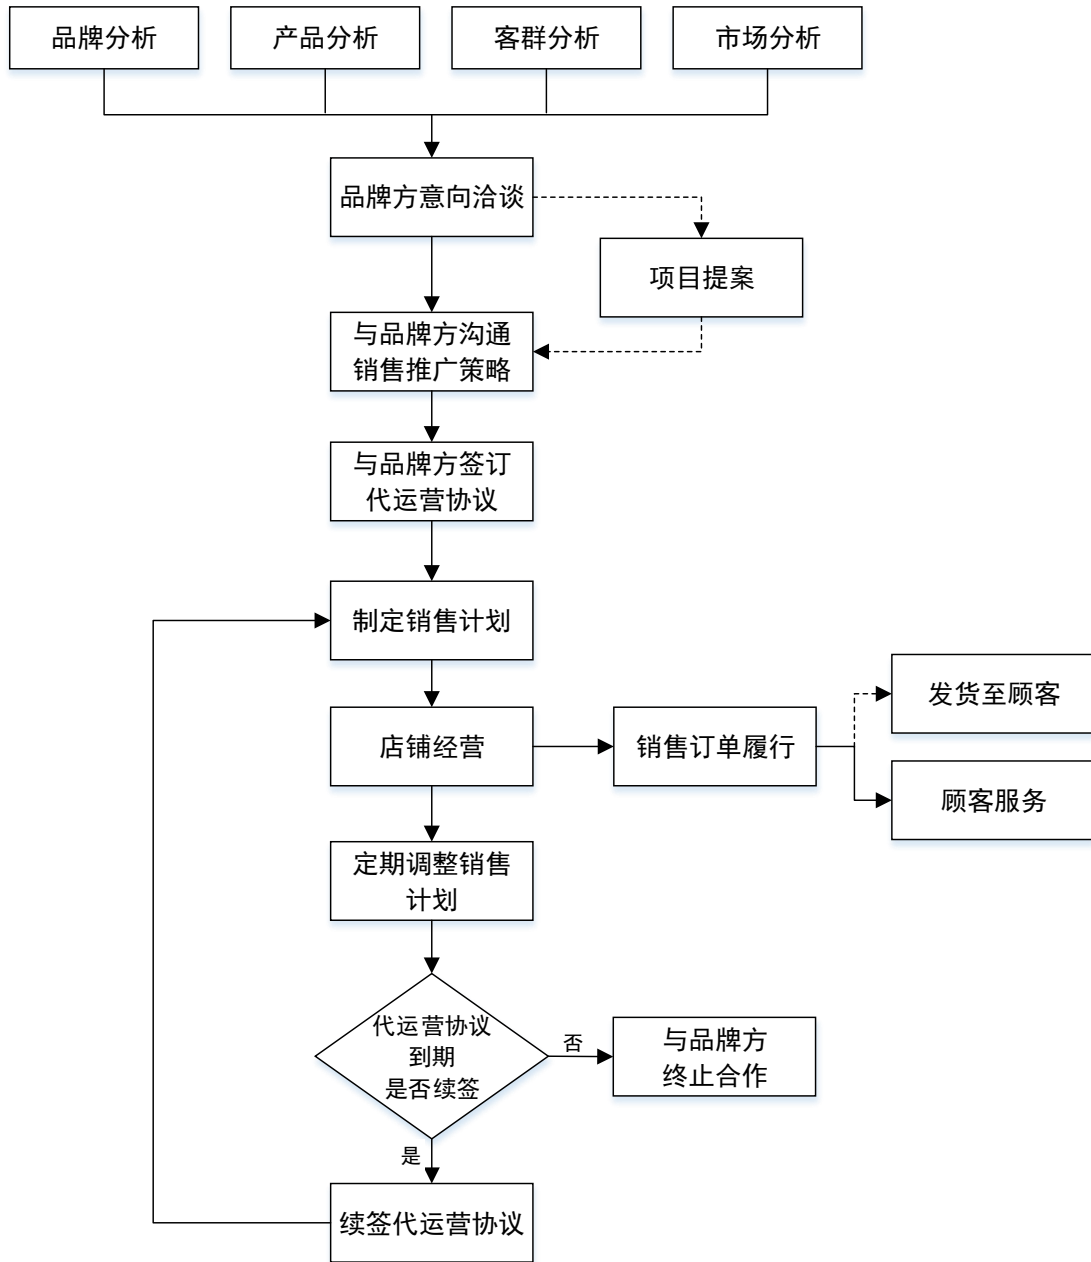 品牌分析
产品分析
客群分析
市场分析
品牌方意向洽谈
项目提案
与品牌方沟通
销售推广策略
与品牌方签订
代运营协议
制定销售计划
发货至顾客
店铺经营
销售订单履行
顾客服务
定期调整销售
计划
代运营协议
到期
是否续签
否
与品牌方
终止合作
是
续签代运营协议